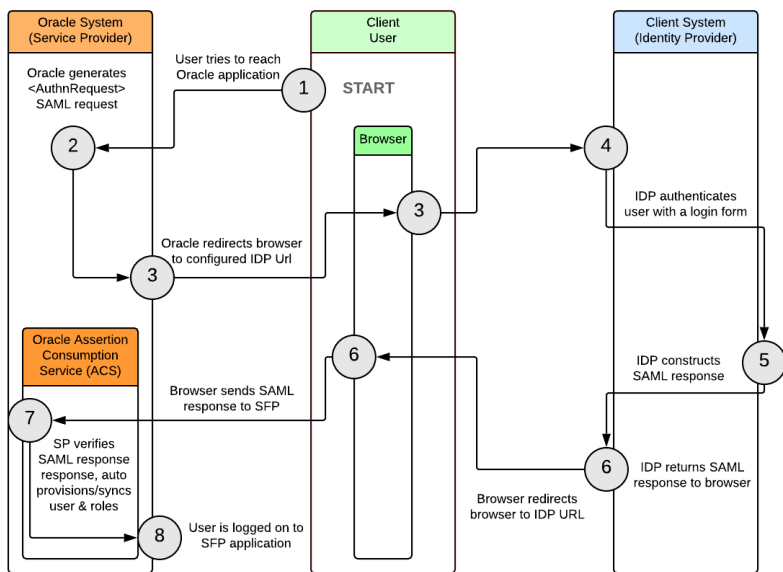 Oracle System
(Service Provider)
Client
User
Client System
(Identity Provider)
User tries to reach
Oracle application
1
START
Oracle generates
<AuthnRequest>
SAML request
2
Browser
4
IDP authenticates
user with a login form
3
Oracle redirects browser
to configured IDP Url
3
Oracle Assertion
Consumption
Service (ACS)
6
IDP constructs
SAML response
5
Browser sends SAML
response to SFP
7
SP verifies
SAML response
response, auto
provisions/syncs
user & roles
6
IDP returns SAML
response to browser
Browser redirects
browser to IDP URL
8
User is logged on to
SFP application